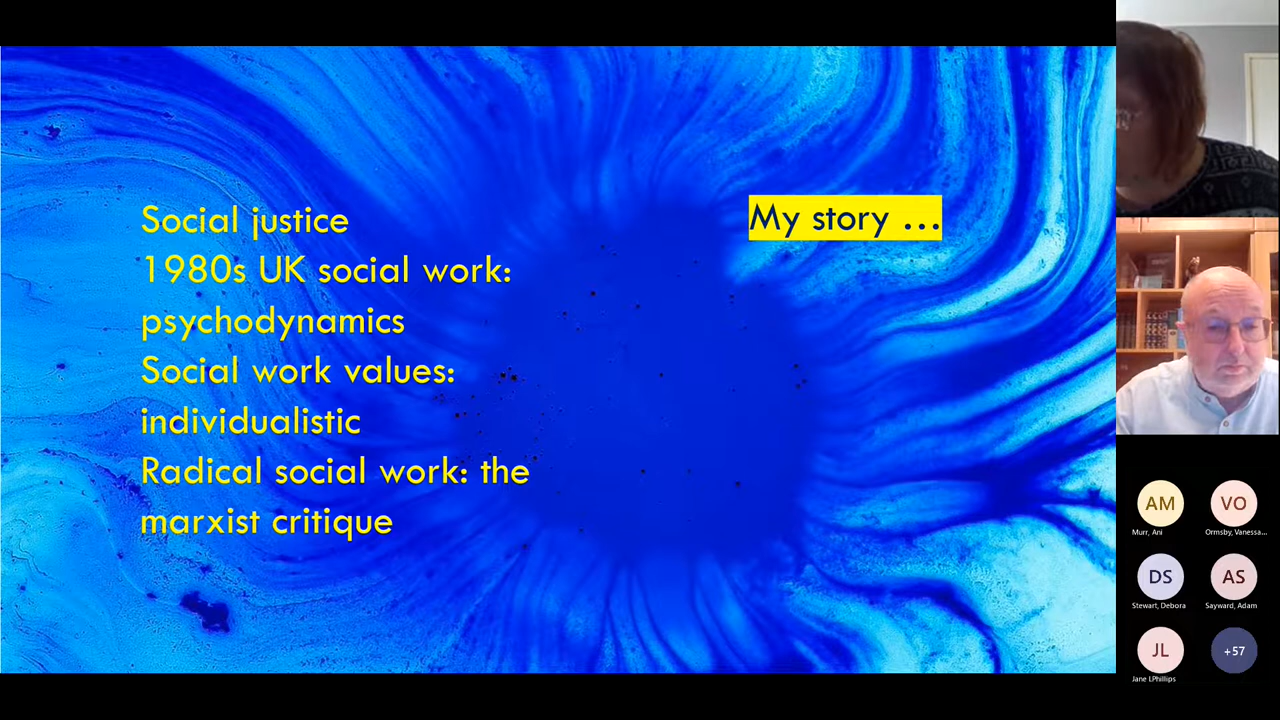 Social justice
1980s UK social work:
psychodynamics
Social work values:
individualistic
Radical social work: the
marxist critique
My story ...
AM
Murr, Ani
VO
Ormsby, Vanessa...
DS
Stewart, Debora
AS
Sayward, Adam
JL
Jane LPhillips
+57